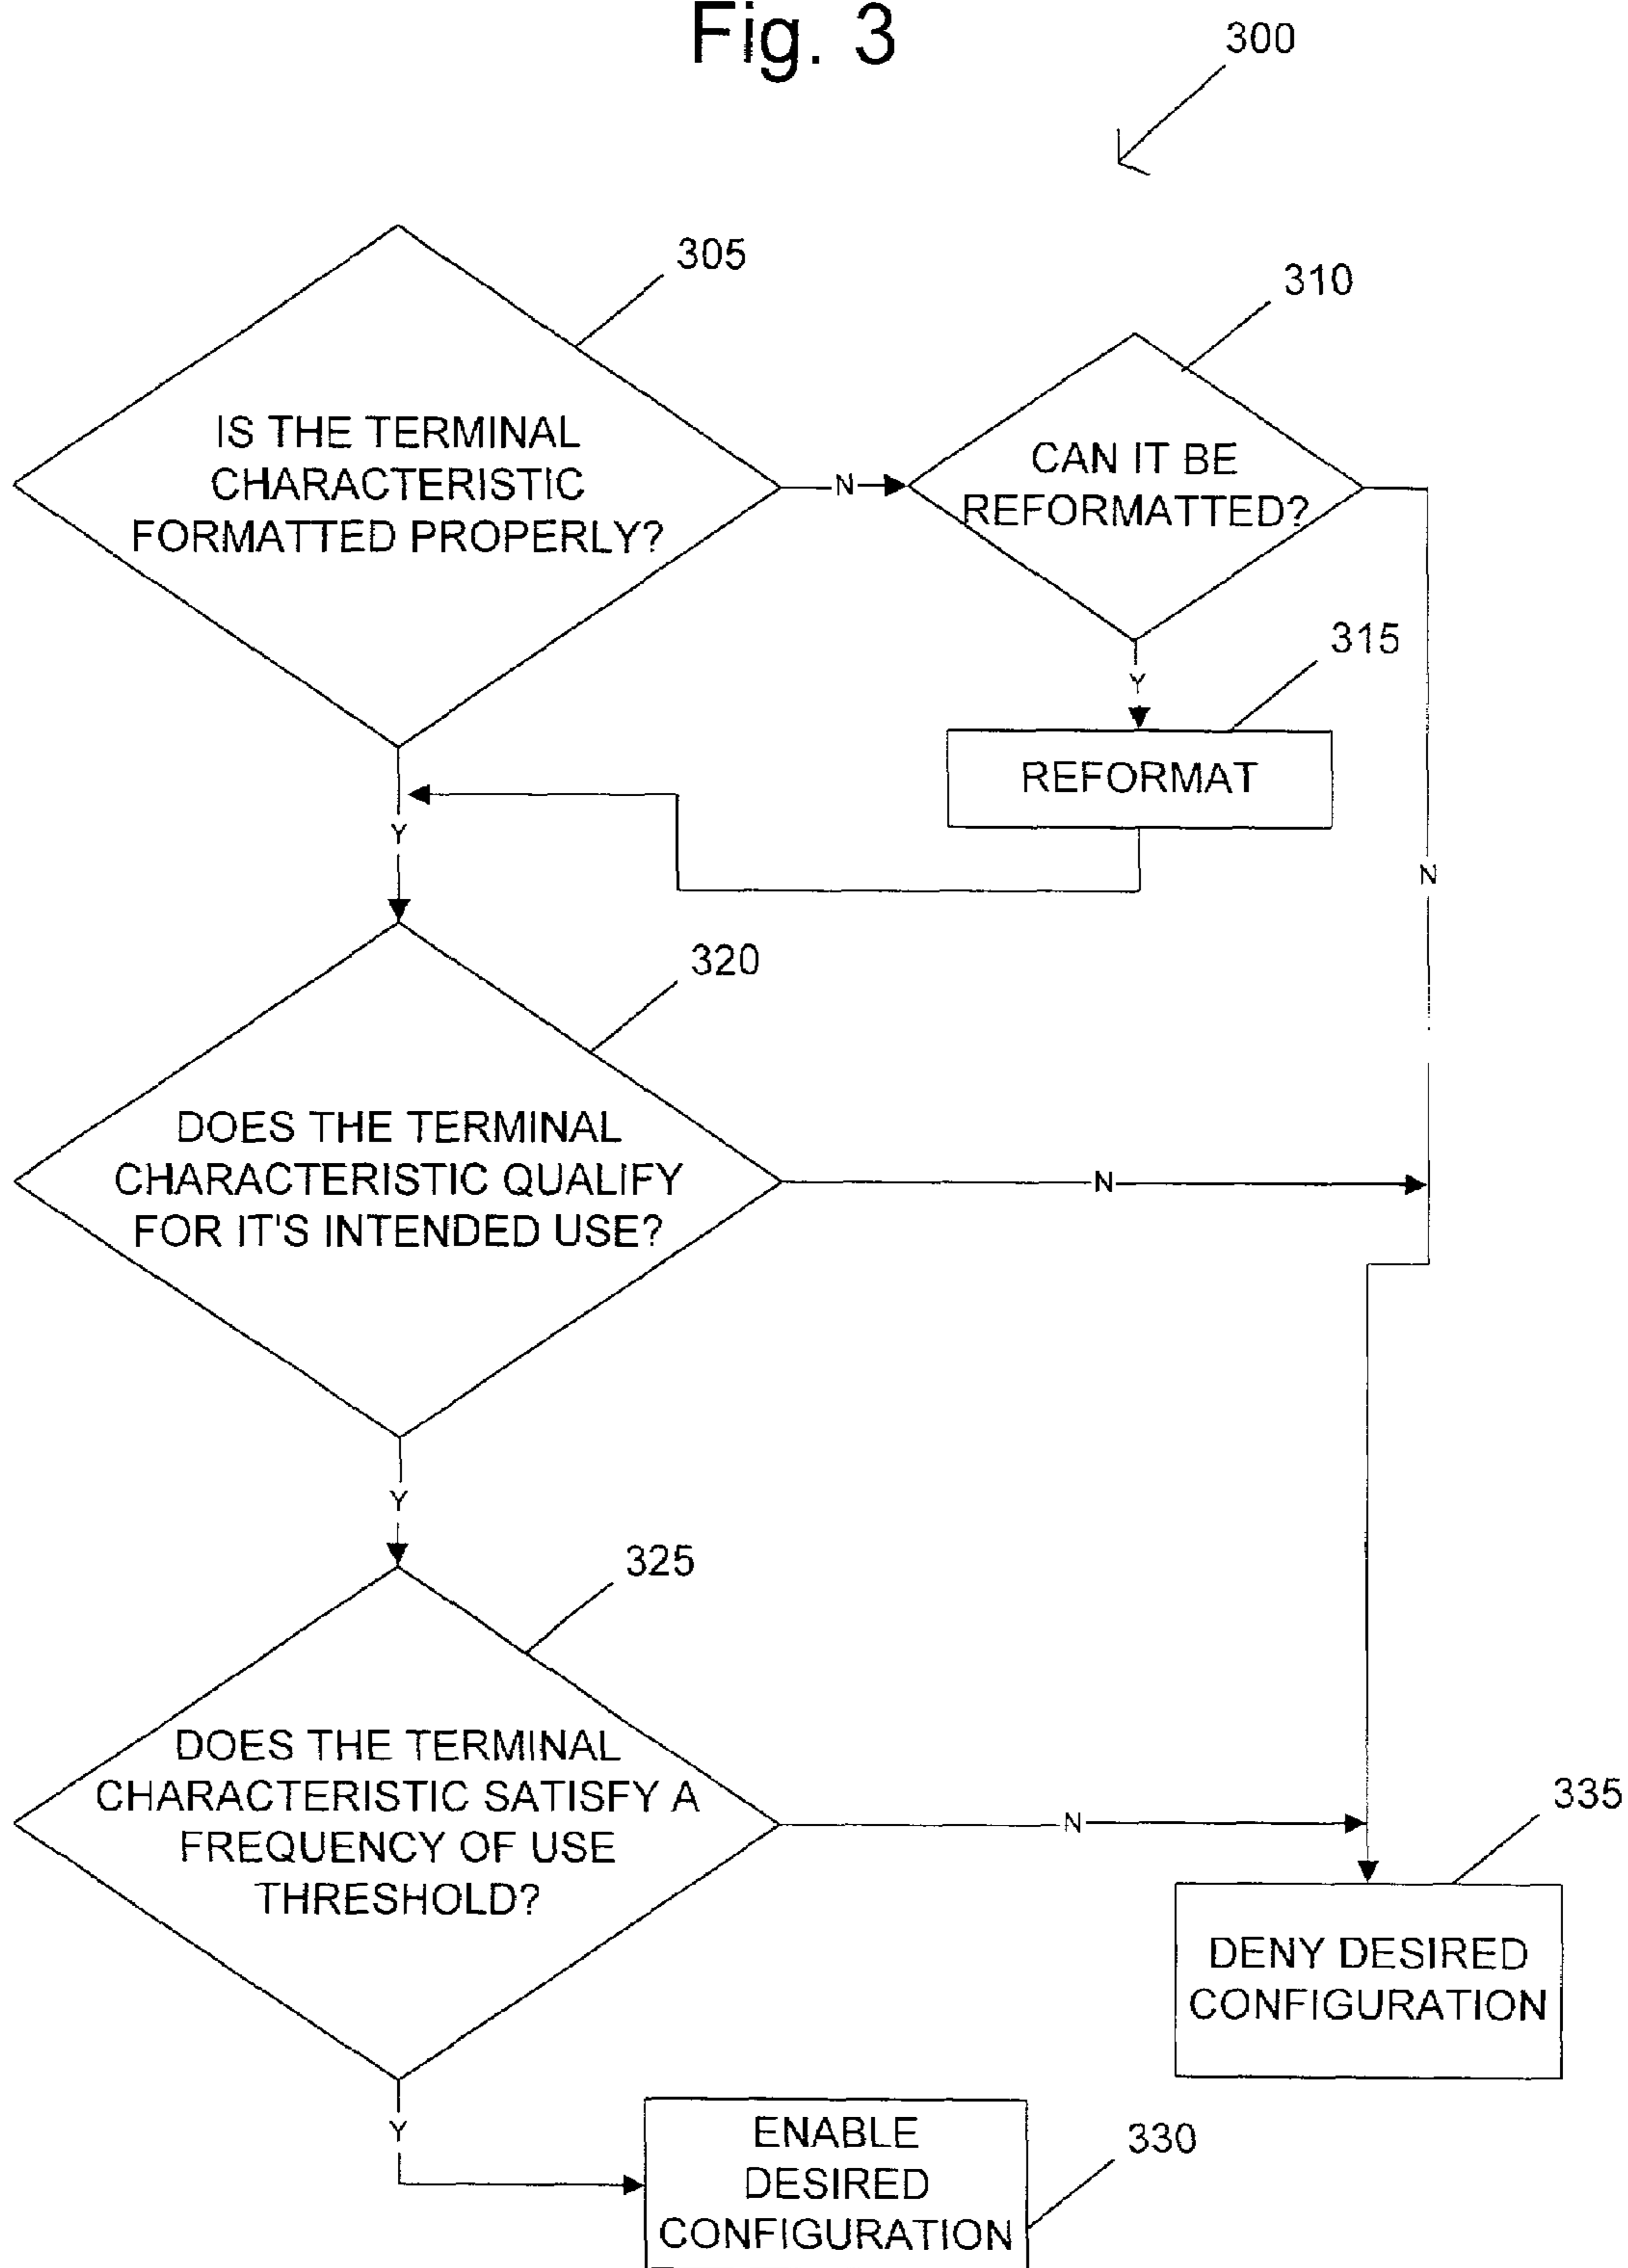 Fig. 3
300
305
310
IS THE TERMINAL
CHARACTERISTIC
FORMATTED PROPERLY?
N
CAN IT BE
REFORMATTED?
315
Y
REFORMAT
Y
N
320
DOES THE TERMINAL
CHARACTERISTIC QUALIFY
FOR IT'S INTENDED USE?
N
Y
325
DOES THE TERMINAL
CHARACTERISTIC SATISFY A
FREQUENCY OF USE
THRESHOLD?
N
335
DENY DESIRED
CONFIGURATION
Y
ENABLE
DESIRED
CONFIGURATION
330